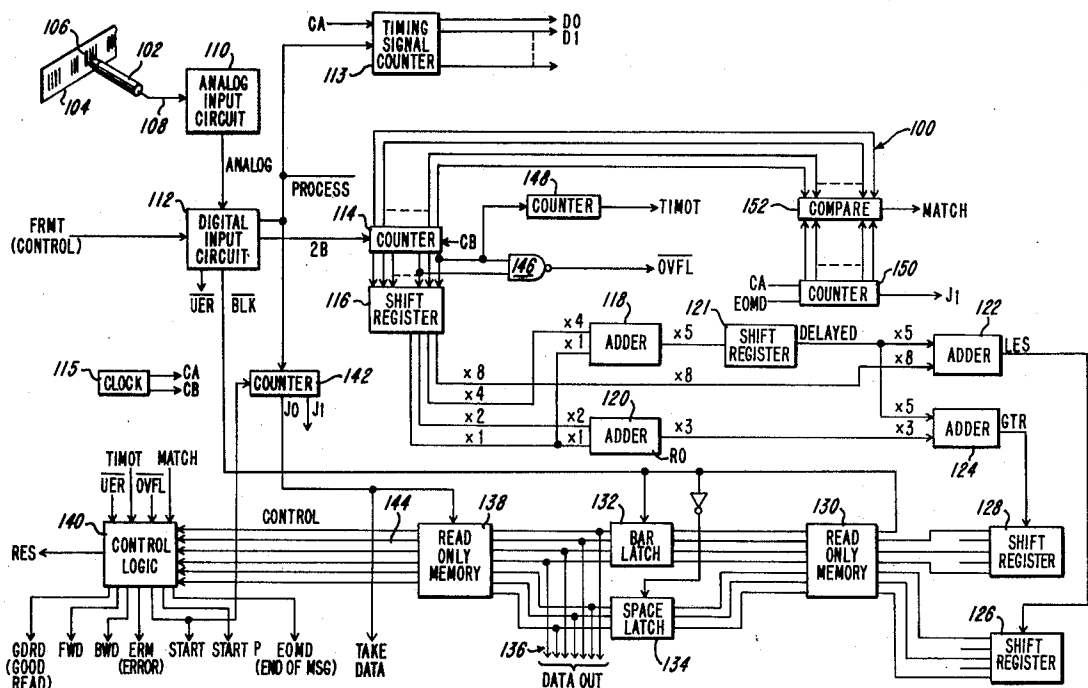 106
102
104
108
110
ANALOG
INPUT
CIRCUIT
CA
TIMING
SIGNAL
COUNTER
113
D0
D1
ANALOG
112
DIGITAL
INPUT
CIRCUIT
FRMT
(CONTROL)
PROCESS
2B
UER
BLK
114
COUNTER
CB
148
COUNTER
TIMOT
146
OVFL
116
SHIFT
REGISTER
100
152
COMPARE
MATCH
150
CA
EOMD
COUNTER
J1
115
CLOCK
CA
CB
COUNTER
142
J0
J1
x4
x1
118
ADDER
x5
121
SHIFT
REGISTER
DELAYED
x5
122
ADDER
LES
x8
x8
x8
x4
x2
x1
x2
x1
120
ADDER
R0
x3
x5
x3
ADDER
124
GTR
UER
TIMOT
OVFL
MATCH
140
CONTROL
LOGIC
RES
CONTROL
144
138
READ
ONLY
MEMORY
132
BAR
LATCH
130
READ
ONLY
MEMORY
128
SHIFT
REGISTER
SPACE
LATCH
134
126
SHIFT
REGISTER
136
DATA OUT
GDRD
(GOOD
READ)
FWD
BWD
ERM
(ERROR)
START
START P
EOMD
(END OF MSG)
TAKE
DATA